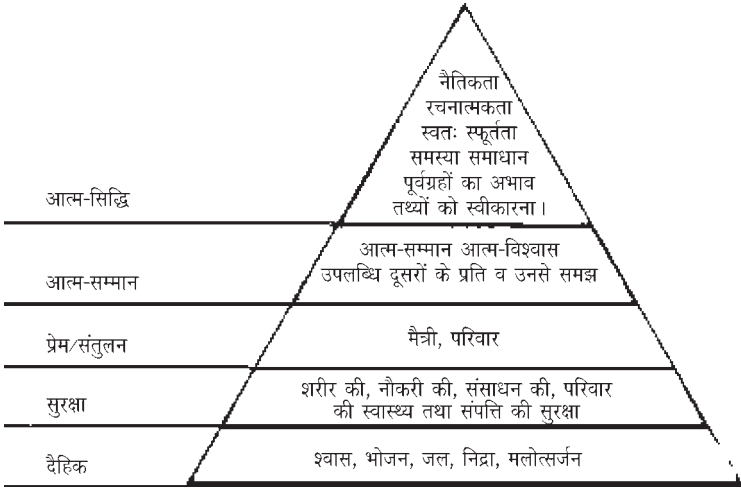 नैतिकता
रचनात्मकता
स्वतः स्फूर्तता
समस्या समाधान
पूर्वग्रहों का अभाव
आत्म-सिद्धि
तथ्यों को स्वीकारना।
आत्म-सम्मान आत्म-विश्वास
आत्म-सम्मान
उपलब्धि दूसरों के प्रति व उनसे समझ
प्रेम/संतुलन
मैत्री, परिवार
सुरक्षा
शरीर की, नौकरी की, संसाधन की, परिवार
की स्वास्थ्य तथा संपत्ति की सुरक्षा
दैहिक
श्वास, भोजन, जल, निद्रा, मलोत्सर्जन